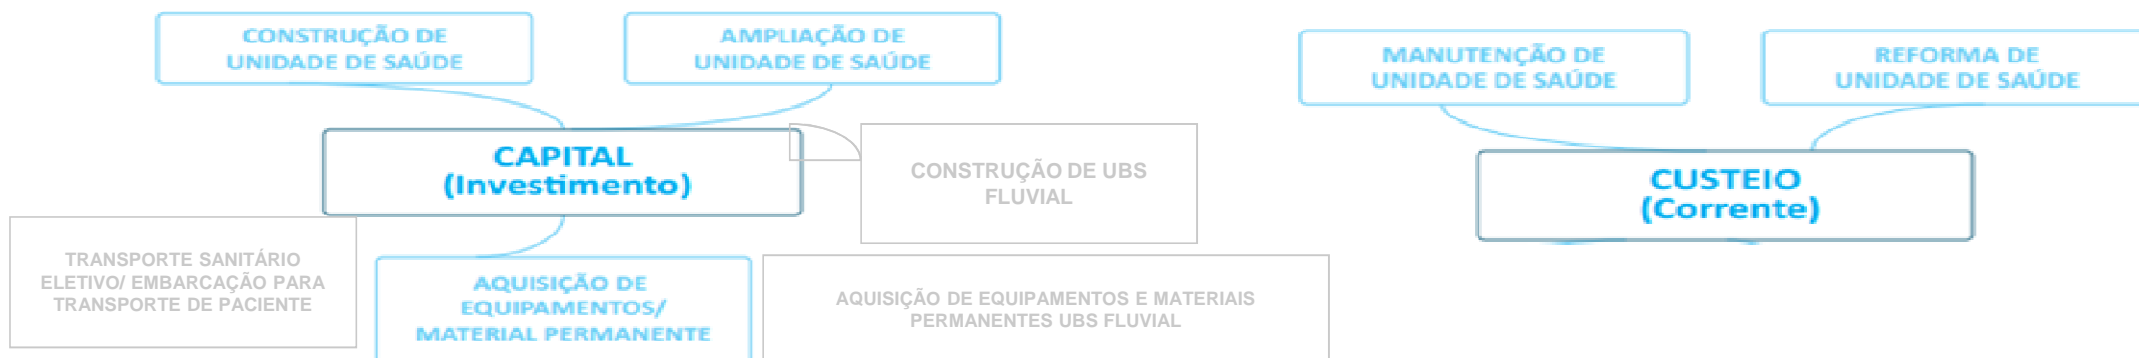 CONSTRUÇÃO DE
UNIDADE DE SAÚDE
AMPLIAÇÃO DE
UNIDADE DE SAÚDE
MANUTENÇÃO DE
UNIDADE DE SAÚDE
REFORMA DE
UNIDADE DE SAÚDE
CAPITAL
(Investimento)
CONSTRUÇÃO DE UBS
FLUVIAL
CUSTEIO
(Corrente)
TRANSPORTE SANITÁRIO
ELETIVO/ EMBARCAÇÃO PARA
TRANSPORTE DE PACIENTE
AQUISIÇÃO DE
EQUIPAMENTOS/
MATERIAL PERMANENTE
AQUISIÇÃO DE EQUIPAMENTOS E MATERIAIS
PERMANENTES UBS FLUVIAL